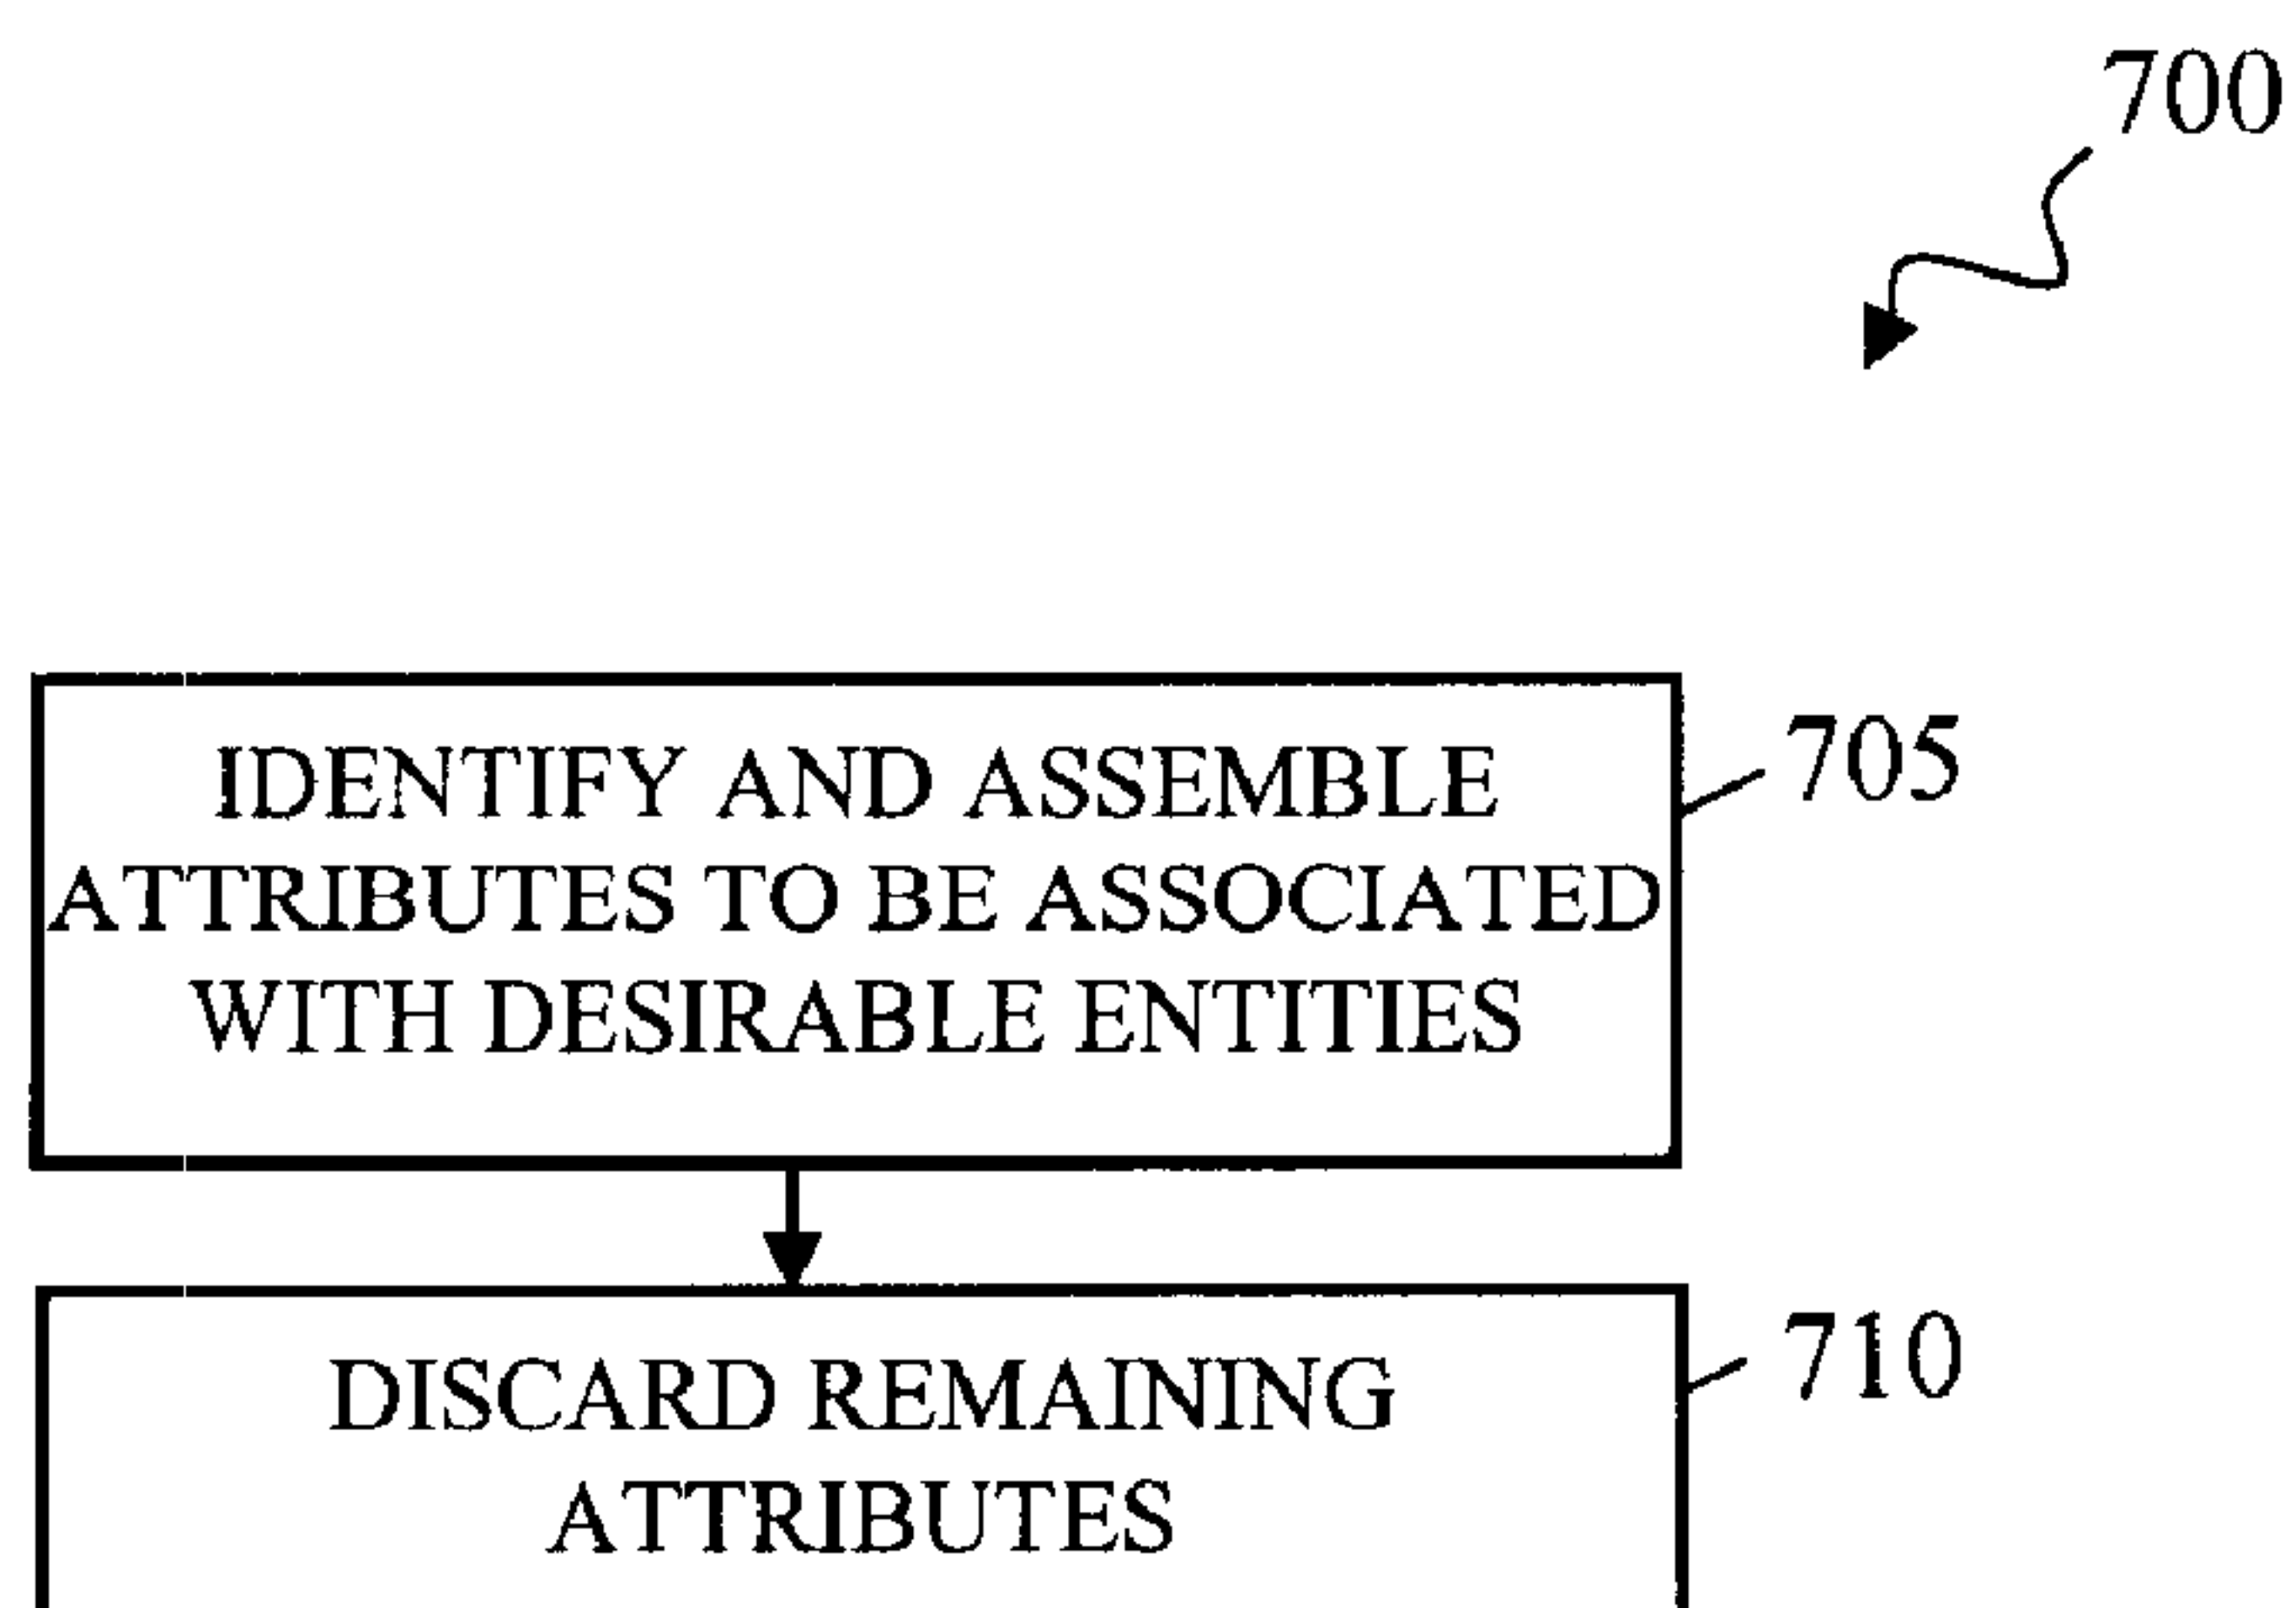 700
IDENTIFY AND ASSEMBLE
ATTRIBUTES TO BE ASSOCIATED
WITH DESIRABLE ENTITIES
705
DISCARD REMAINING
ATTRIBUTES
710